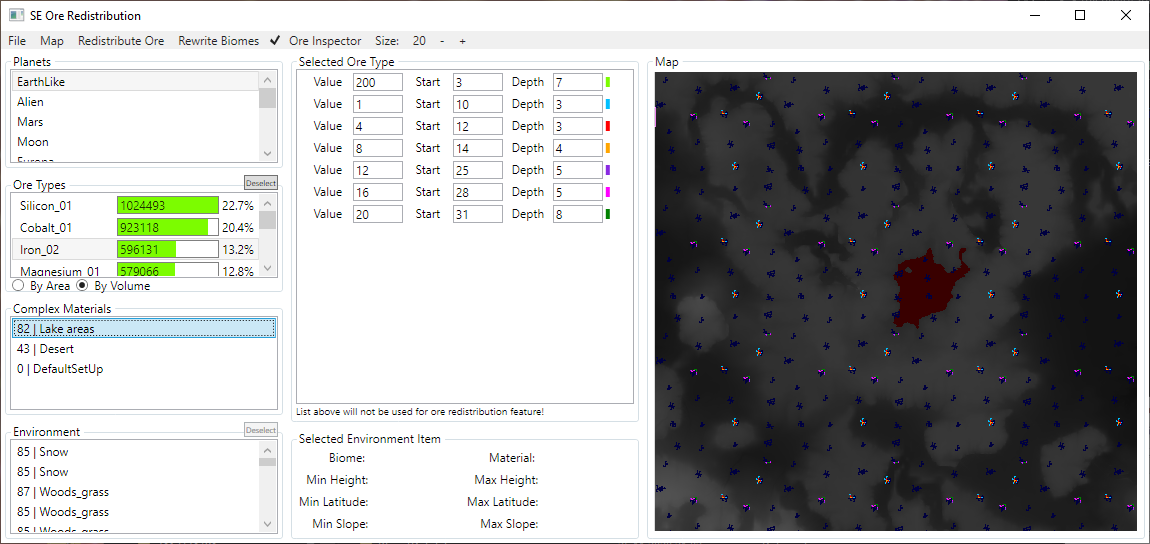 SE Ore Redistribution
File Map Redistribute Ore Rewrite Biomes ✔ Ore Inspector Size: 20 - +
Planets
EarthLike
Alien
Mars
Moon
Europa
Ore Types
Deselect
Silicon_01 1024493 22.7%
Cobalt_01 923118 20.4%
Iron_02 596131 13.2%
Magnesium_01 579066 12.8%
By Area By Volume
Complex Materials
82 | Lake areas
43 | Desert
0 | DefaultSetUp
Environment
Deselect
85 | Snow
85 | Snow
87 | Woods_grass
85 | Woods_grass
85 | Woods_grass
Selected Ore Type
Value 200 Start 3 Depth 7
Value 1 Start 10 Depth 3
Value 4 Start 12 Depth 3
Value 8 Start 14 Depth 4
Value 12 Start 25 Depth 5
Value 16 Start 28 Depth 5
Value 20 Start 31 Depth 8
List above will not be used for ore redistribution feature!
Selected Environment Item
Biome: Material:
Min Height: Max Height:
Min Latitude: Max Latitude:
Min Slope: Max Slope:
Map